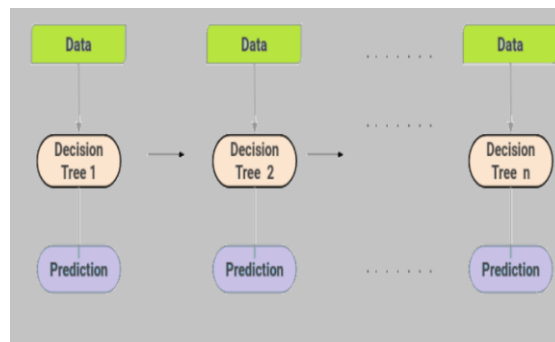 Data
Data
. . . . . . .
Data
. . . . . . .
Decision
Tree 1
Decision
Tree 2
Decision
Tree n
Prediction
Prediction
. . . . . . .
Prediction